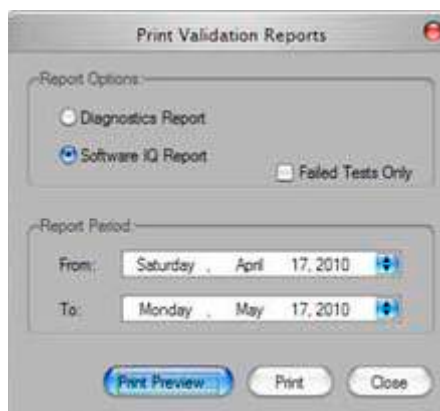 Print Validation Reports
Report Options
Diagnostics Report
Software IQ Report
Failed Tests Only
Report Period
From: Saturday , April 17, 2010
To: Monday , May 17, 2010
Print Preview Print Close